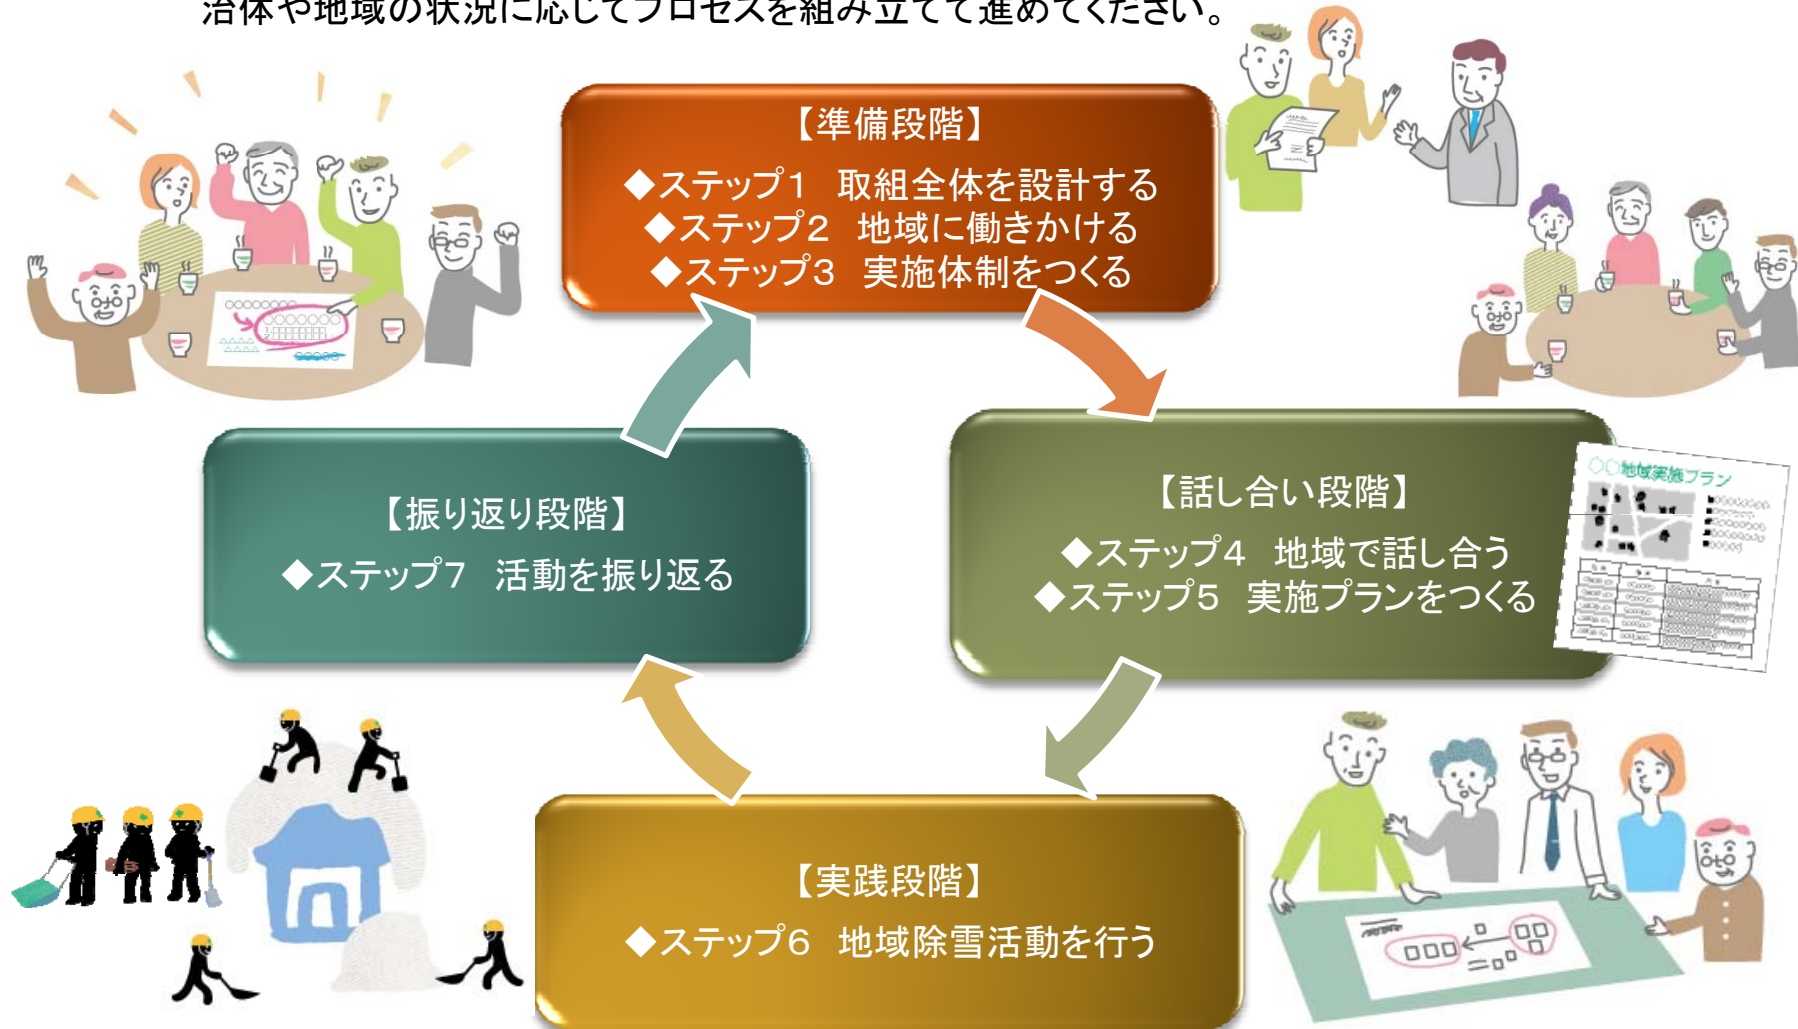 治体や地域の状況に応じてプロセスを組み立てて進めてください。
【準備段階】
◆ステップ１　取組全体を設計する
◆ステップ２　地域に働きかける
◆ステップ３　実施体制をつくる
【話し合い段階】
◆ステップ４　地域で話し合う
◆ステップ５　実施プランをつくる
〇〇地域実施プラン
【実践段階】
◆ステップ６　地域除雪活動を行う
【振り返り段階】
◆ステップ７　活動を振り返る